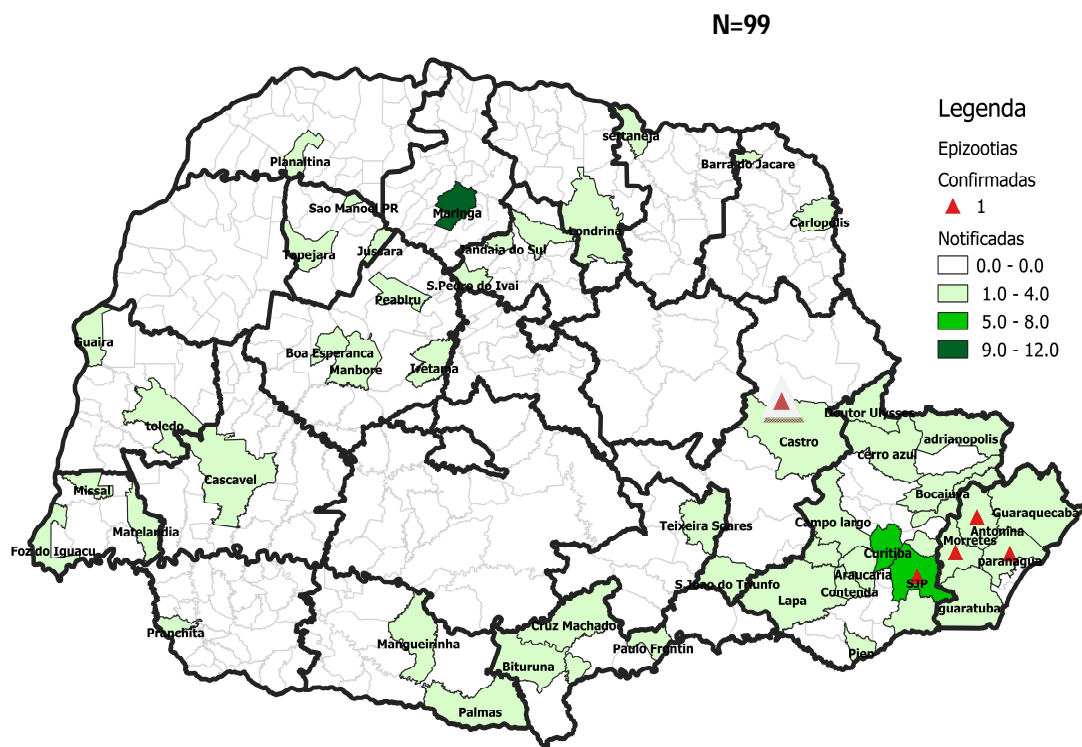 N=99
Legenda
Epizootias
Confirmadas
1
Notificadas
0.0 - 0.0
1.0 - 4.0
5.0 - 8.0
9.0 - 12.0
sertaneja
Barra do Jacare
Planaltina
Sao Manoel PR
Maringa
Carlopolis
Londrina
Tapejara
Jussara
Jandaia do Sul
S.Pedro do Ivai
Peabiru
Guaira
Boa Esperanca
Manbore
Iretama
Doutor Ulysses
toledo
Castro
adrianopolis
cerro azul
Cascavel
Missal
Bocaiuva
Matelandia
Teixeira Soares
Campo largo
Guaraquecaba
Antonina
Morretes
Foz do Iguacu
Curitiba
paranagua
S.Joao do Triunfo
Araucaria
SJP
Contenda
Lapa
guaratuba
Pranchita
Cruz Machado
Mangueirinha
Paulo Frontin
Pien
Bituruna
Palmas